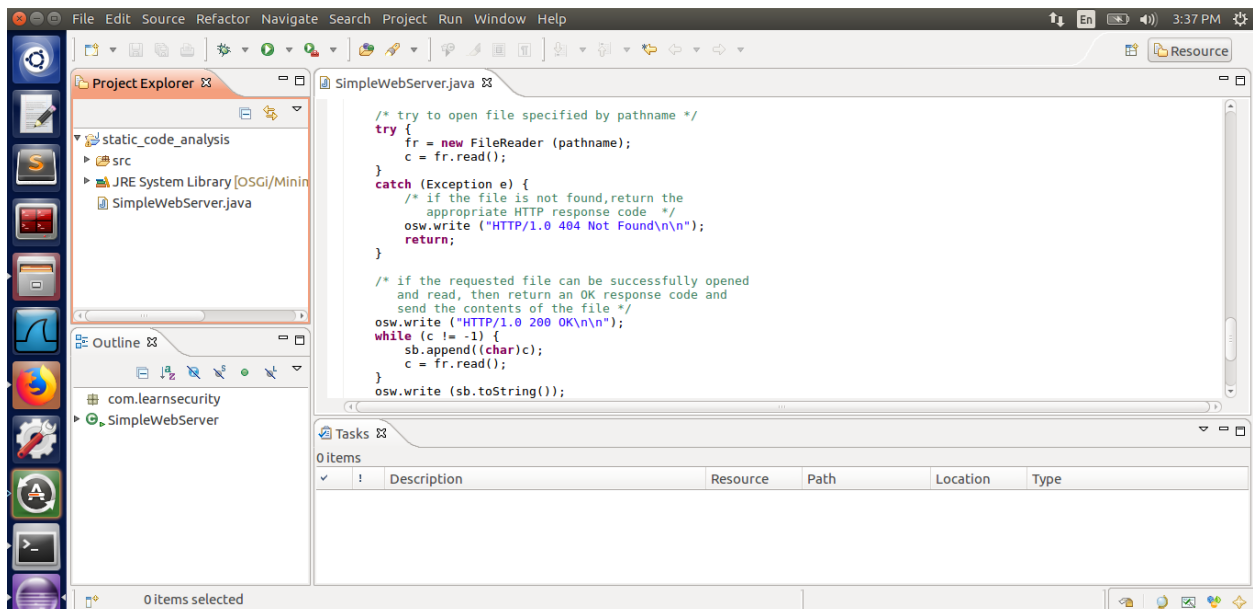 File Edit Source Refactor Navigate Search Project Run Window Help
En
3:37 PM
Resource
Project Explorer
static_code_analysis
src
JRE System Library [OSGi/Minin
SimpleWebServer.java
Outline
com.learnsecurity
SimpleWebServer
SimpleWebServer.java
/* try to open file specified by pathname */
try {
fr = new FileReader (pathname);
c = fr.read();
}
catch (Exception e) {
/* if the file is not found,return the
appropriate HTTP response code */
osw.write ("HTTP/1.0 404 Not Found\n\n");
return;
}
/* if the requested file can be successfully opened
and read, then return an OK response code and
send the contents of the file */
osw.write ("HTTP/1.0 200 OK\n\n");
while (c != -1) {
sb.append((char)c);
c = fr.read();
}
osw.write (sb.toString());
Tasks
0 items
! Description Resource Path Location Type
0 items selected